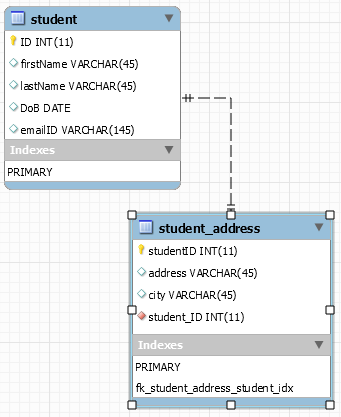 student
ID INT(11)
firstName VARCHAR(45)
lastName VARCHAR(45)
DoB DATE
emailID VARCHAR(145)
Indexes
PRIMARY
student_address
studentID INT(11)
address VARCHAR(45)
city VARCHAR(45)
student_ID INT(11)
Indexes
PRIMARY
fk_student_address_student_idx